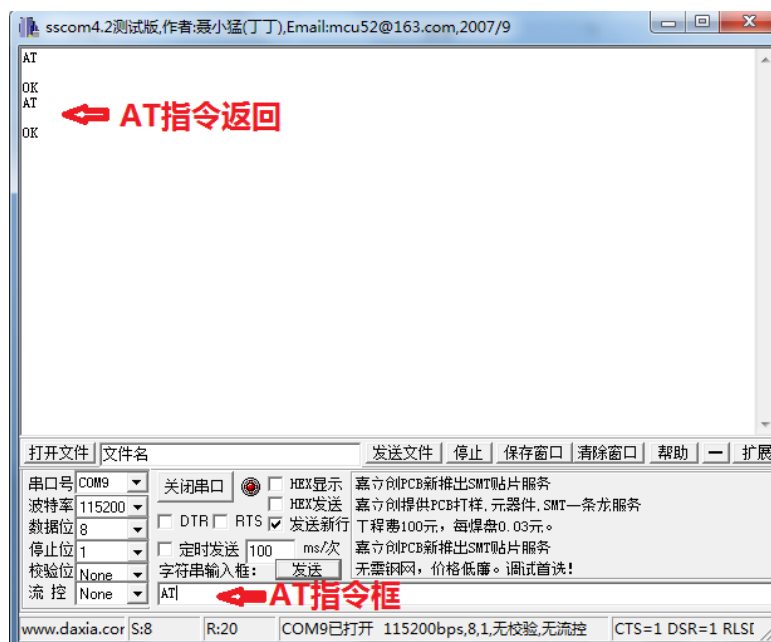 sscom4.2测试版,作者:聂小猛(丁丁),Email:mcu52@163.com,2007/9
AT
OK
AT
AT指令返回
OK
打开文件 文件名 发送文件 停止 保存窗口 清除窗口 帮助 一 扩展
串口号 COM9 关闭串口 HEX显示 嘉立创PCB新推出SMT贴片服务
波特率 115200 HEX发送 嘉立创提供PCB打样.元器件.SMT一条龙服务
数据位 8 DTR RTS 发送新行 工程费100元，每焊盘0.03元。
停止位 1 定时发送 100 ms/次 嘉立创PCB新推出SMT贴片服务
校验位 None 字符串输入框: 发送 无需钢网，价格低廉。调试首选!
流 控 None AT AT指令框
www.daxia.cor S:8 R:20 COM9已打开 115200bps,8,1,无校验,无流控 CTS=1 DSR=1 RLSI